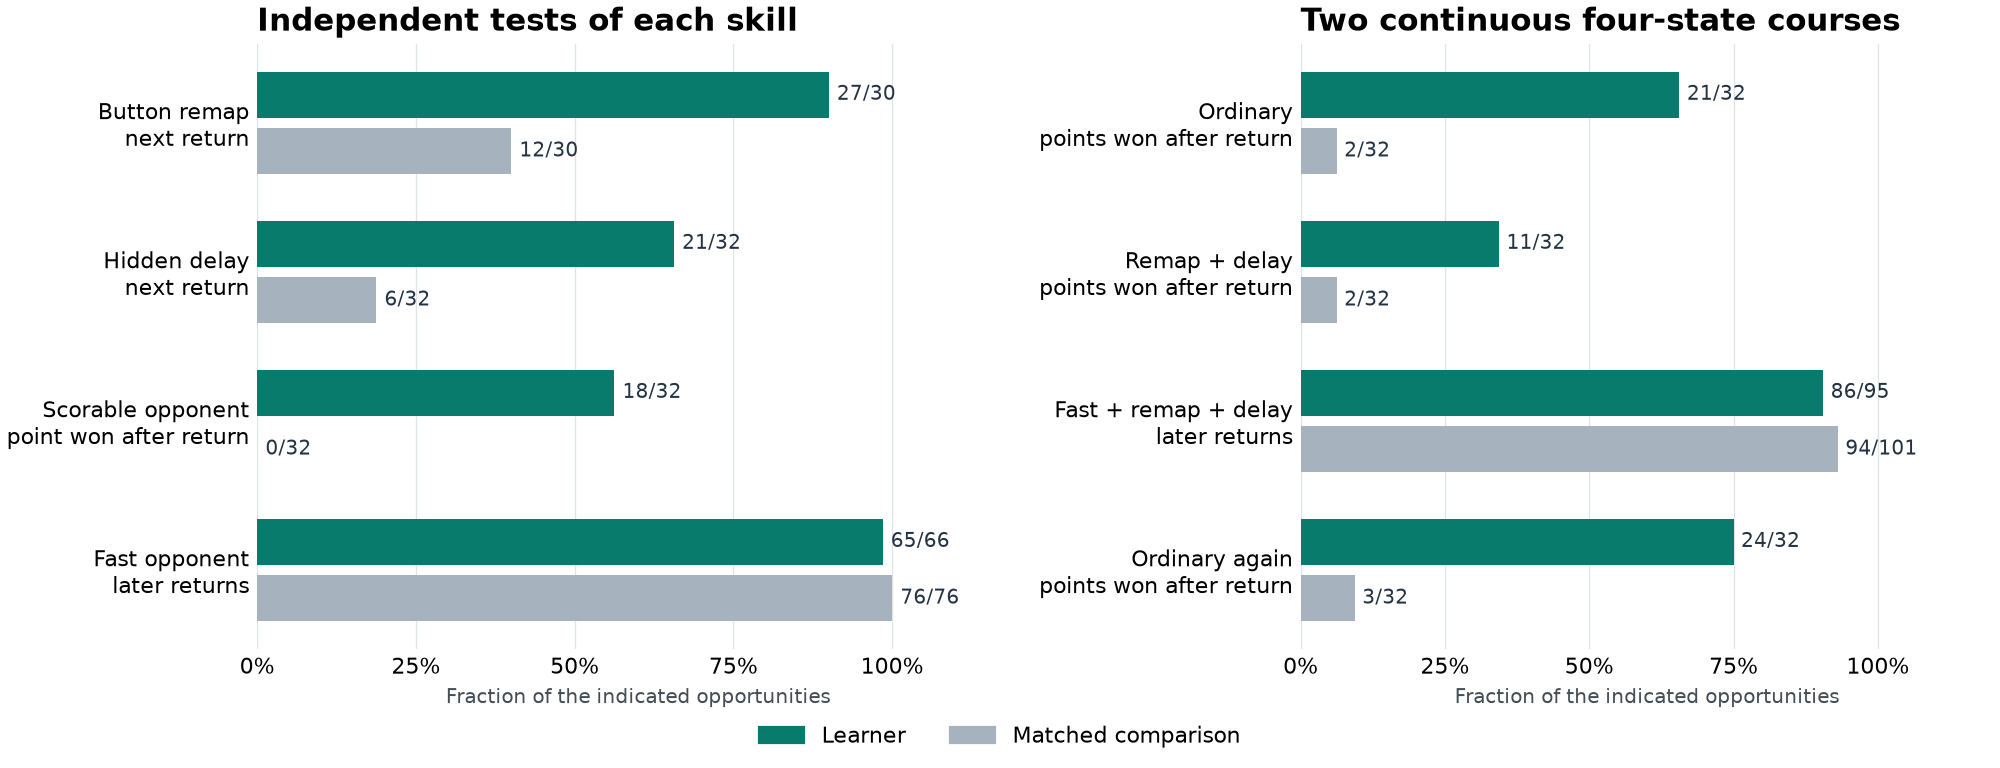 Independent tests of each skill
Button remap
next return
27/30
12/30
Hidden delay
next return
21/32
6/32
Scorable opponent
point won after return
18/32
0/32
Fast opponent
later returns
65/66
76/76
0%
25%
50%
75%
100%
Fraction of the indicated opportunities
Two continuous four-state courses
Ordinary
points won after return
21/32
2/32
Remap + delay
points won after return
11/32
2/32
Fast + remap + delay
later returns
86/95
94/101
Ordinary again
points won after return
24/32
3/32
0%
25%
50%
75%
100%
Fraction of the indicated opportunities
Learner
Matched comparison